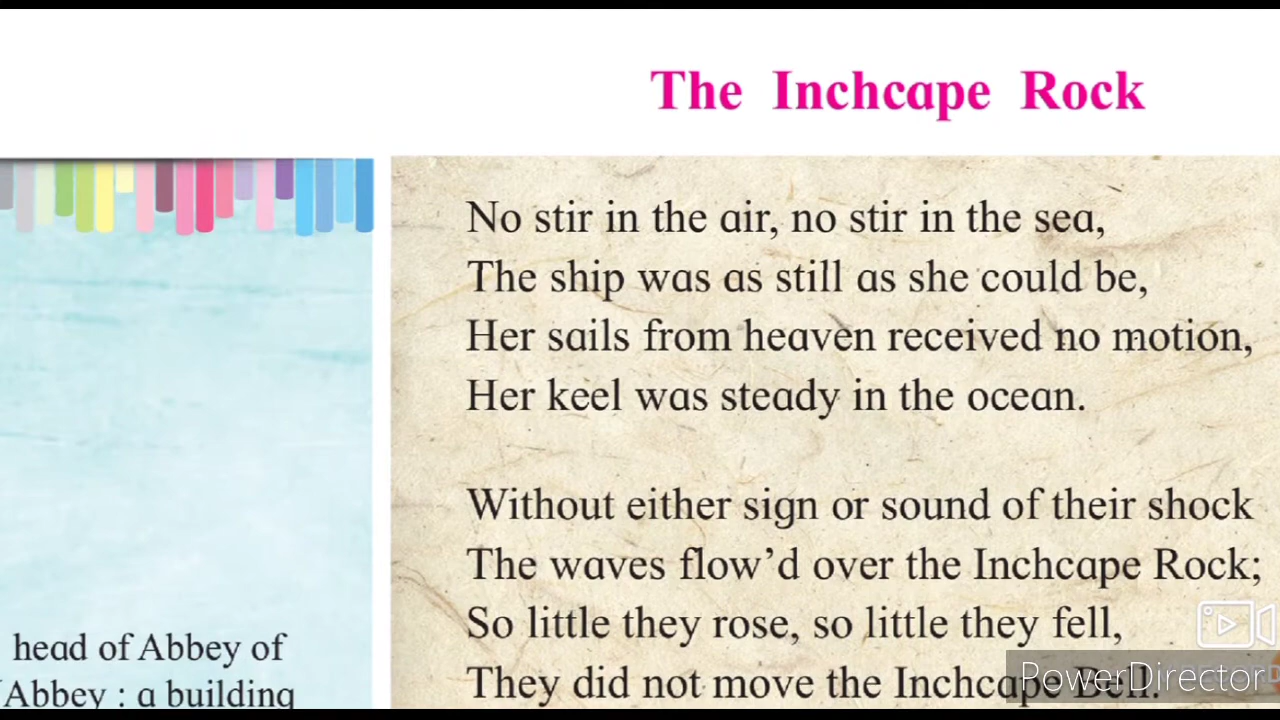 The Inchcape Rock
No stir in the air, no stir in the sea,
The ship was as still as she could be,
Her sails from heaven received no motion,
Her keel was steady in the ocean.
Without either sign or sound of their shock
The waves flow’d over the Inchcape Rock;
So little they rose, so little they fell,
They did not move the Inchcape Bell.
head of Abbey of
Abbey : a building
PowerDirector